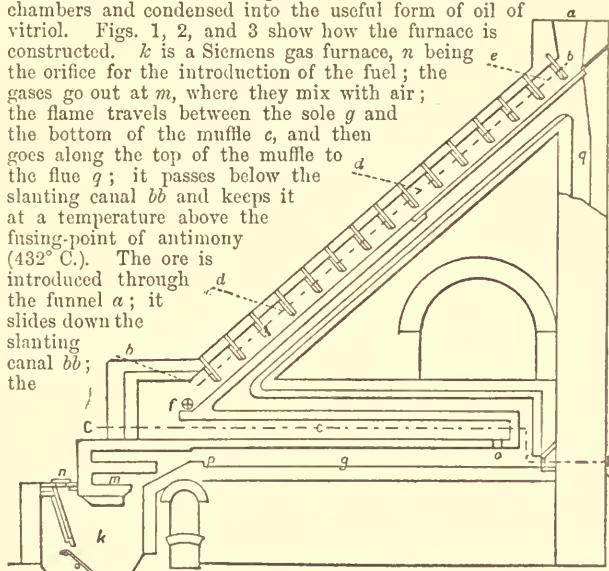 chambers and condensed into the useful form of oil of
vitriol. Figs. 1, 2, and 3 show how the furnace is
constructed. k is a Siemens gas furnace, n being
the orifice for the introduction of the fuel; the
gases go out at m, where they mix with air;
the flame travels between the sole g and
the bottom of the muffle c, and then
goes along the top of the muffle to
the flue q; it passes below the
slanting canal bb and keeps it
at a temperature above the
fusing-point of antimony
(432° C.). The ore is
introduced through
the funnel a; it
slides down the
slanting
canal bb;
the
a
e
b
q
d
d
b
f
C
c
o
n
m
p
g
k